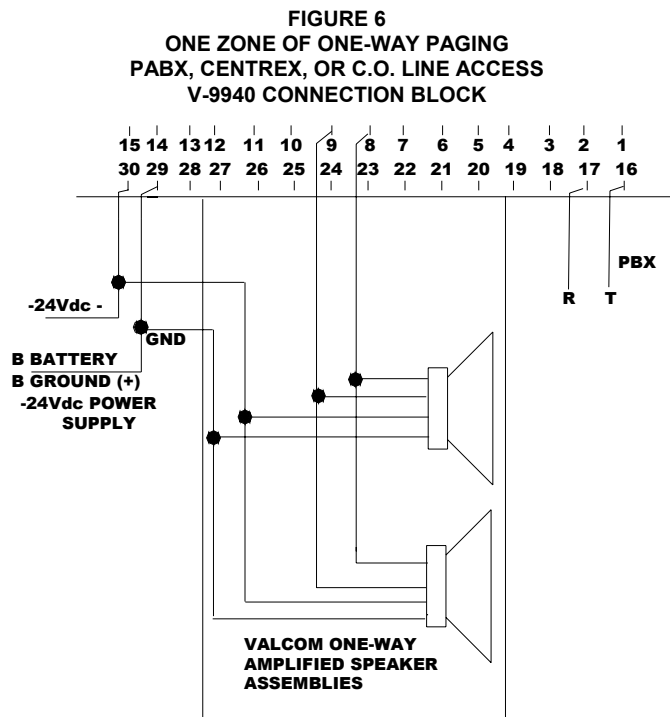 FIGURE 6
ONE ZONE OF ONE-WAY PAGING
PABX, CENTREX, OR C.O. LINE ACCESS
V-9940 CONNECTION BLOCK
15 14 13 12 11 10 9 8 7 6 5 4 3 2 1
30 29 28 27 26 25 24 23 22 21 20 19 18 17 16
PBX
R T
-24Vdc -
GND
B BATTERY
B GROUND (+)
-24Vdc POWER
SUPPLY
VALCOM ONE-WAY
AMPLIFIED SPEAKER
ASSEMBLIES